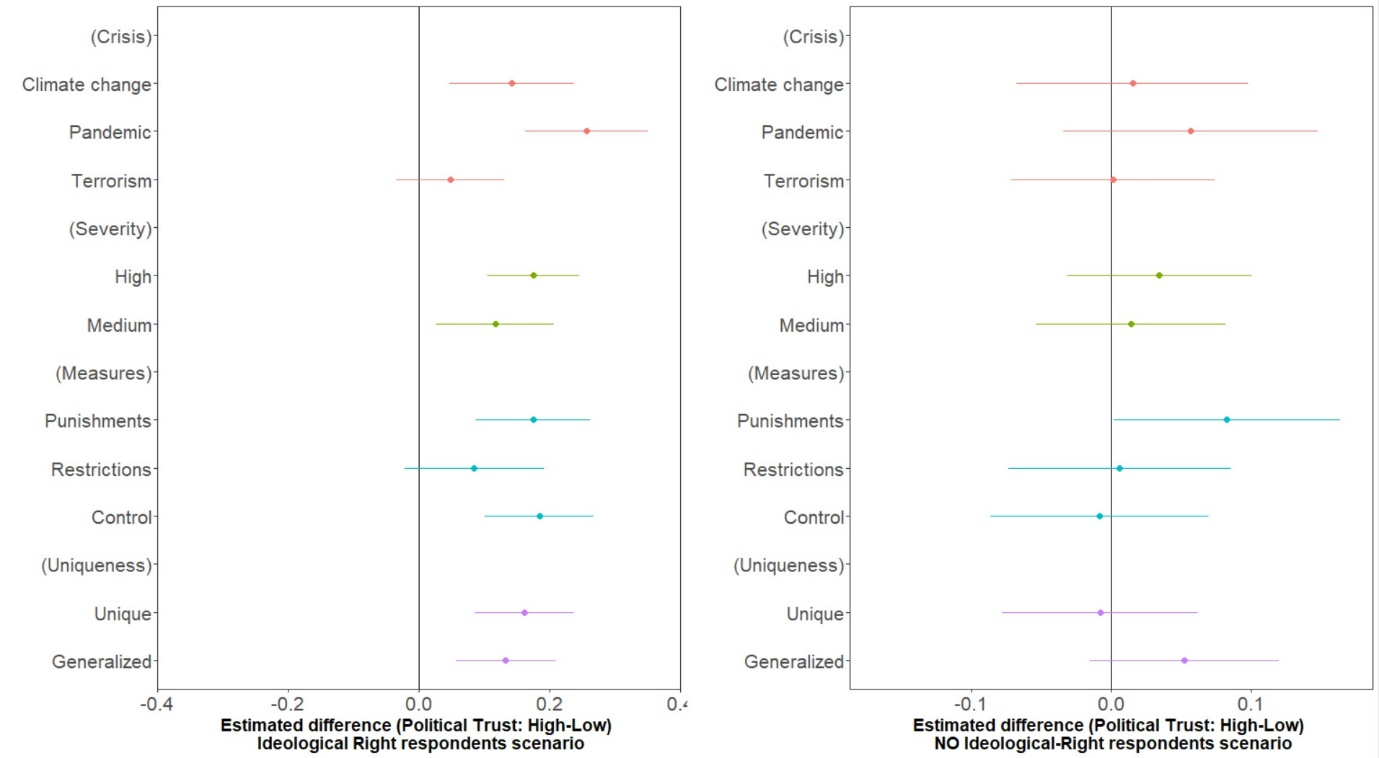 (Crisis)
Climate change
Pandemic
Terrorism
(Severity)
High
Medium
(Measures)
Punishments
Restrictions
Control
(Uniqueness)
Unique
Generalized
-0.4 -0.2 0.0 0.2 0.4
Estimated difference (Political Trust: High-Low)
Ideological Right respondents scenario
(Crisis)
Climate change
Pandemic
Terrorism
(Severity)
High
Medium
(Measures)
Punishments
Restrictions
Control
(Uniqueness)
Unique
Generalized
-0.1 0.0 0.1
Estimated difference (Political Trust: High-Low)
NO Ideological-Right respondents scenario